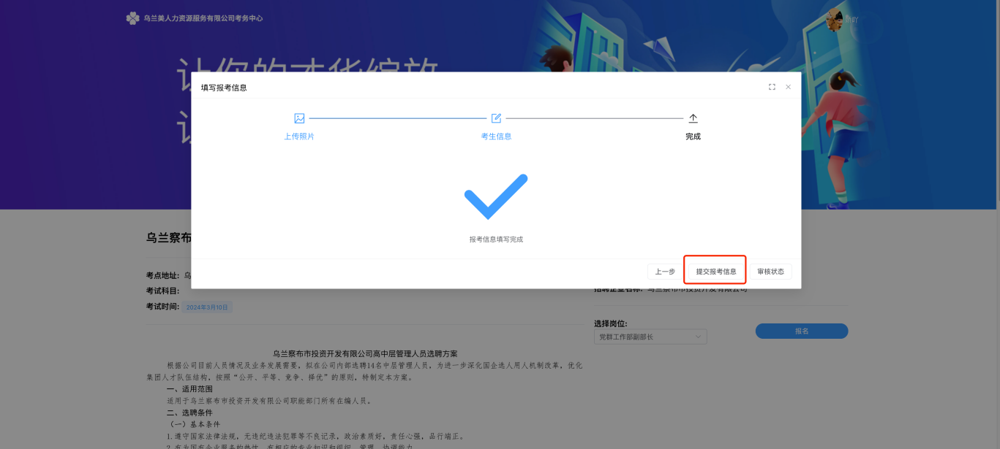 乌兰美人力资源服务有限公司考务中心
让你的才华绽放
让
填写报考信息
上传照片
考生信息
完成
报考信息填写完成
上一步
提交报考信息
审核状态
乌兰察布
考点地址: 乌
招聘企业名称: 乌兰察布市投资开发有限公司
考试科目:
考试时间: 2024年3月10日
选择岗位:
党群工作部副部长
报名
乌兰察布市投资开发有限公司高中层管理人员选聘方案
根据公司目前人员情况及业务发展需要，拟在公司内部选聘14名中层管理人员，为进一步深化国企选人用人机制改革，优化
集团人才队伍结构，按照“公开、平等、竞争、择优”的原则，特制定本方案。
一、适用范围
适用于乌兰察布市投资开发有限公司职能部门所有在编人员。
二、选聘条件
（一）基本条件
1.遵守国家法律法规，无违纪违法犯罪等不良记录，政治素质好，责任心强，品行端正。
2.有为国有企业服务的热忱，有相应的专业知识和组织、管理、协调能力。